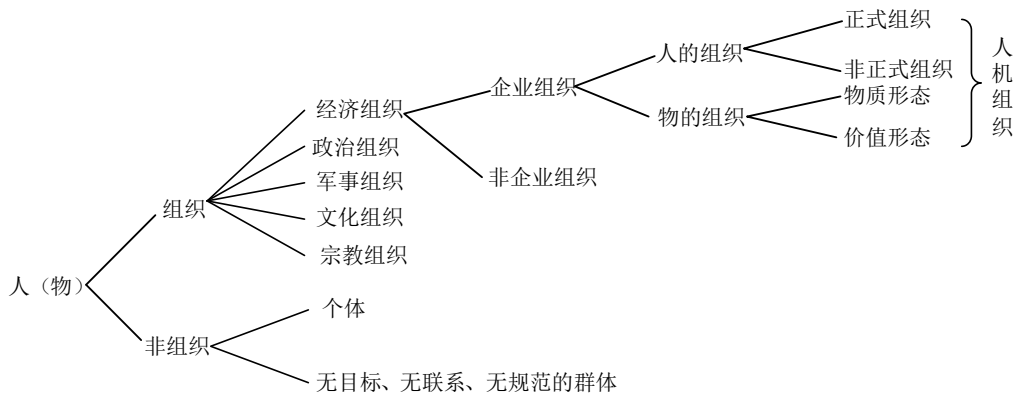 正式组织
非正式组织
人的组织
物质形态
物的组织
价值形态
人机组织
企业组织
非企业组织
经济组织
政治组织
军事组织
文化组织
宗教组织
组织
人（物）
非组织
个体
无目标、无联系、无规范的群体